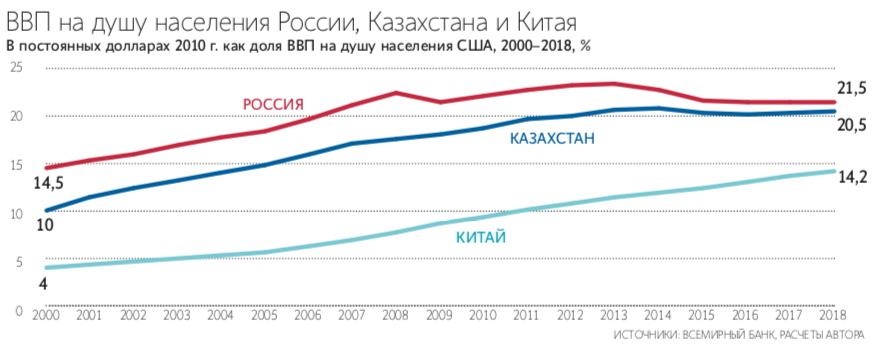 ВВП на душу населения России, Казахстана и Китая
В постоянных долларах 2010 г. как доля ВВП на душу населения США, 2000–2018, %
25
20
15
10
5
0
РОССИЯ
КАЗАХСТАН
КИТАЙ
14,5
10
4
21,5
20,5
14,2
2000 2001 2002 2003 2004 2005 2006 2007 2008 2009 2010 2011 2012 2013 2014 2015 2016 2017 2018
ИСТОЧНИКИ: ВСЕМИРНЫЙ БАНК, РАСЧЕТЫ АВТОРА